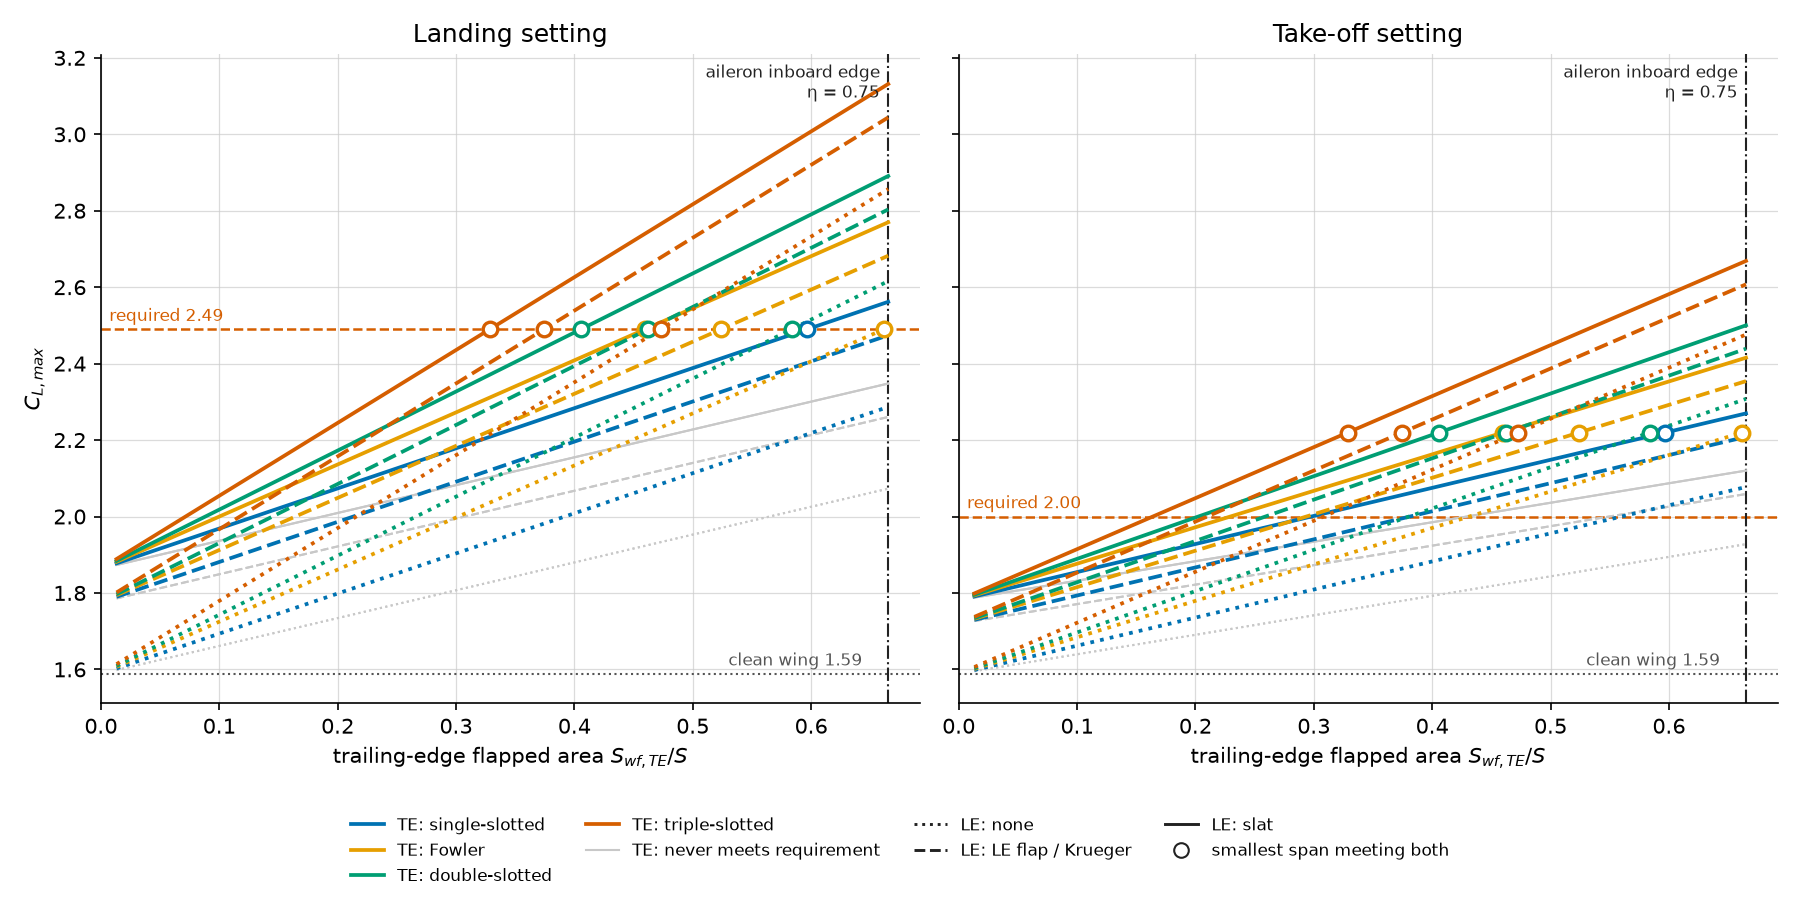 Landing setting
Take-off setting
aileron inboard edge
η = 0.75
aileron inboard edge
η = 0.75
3.2
3.0
2.8
2.6
2.4
2.2
2.0
1.8
1.6
C_{L,max}
required 2.49
required 2.00
clean wing 1.59
clean wing 1.59
0.0 0.1 0.2 0.3 0.4 0.5 0.6
0.0 0.1 0.2 0.3 0.4 0.5 0.6
trailing-edge flapped area S_{wf,TE}/S
trailing-edge flapped area S_{wf,TE}/S
TE: single-slotted
TE: Fowler
TE: double-slotted
TE: triple-slotted
TE: never meets requirement
LE: none
LE: LE flap / Krueger
LE: slat
smallest span meeting both